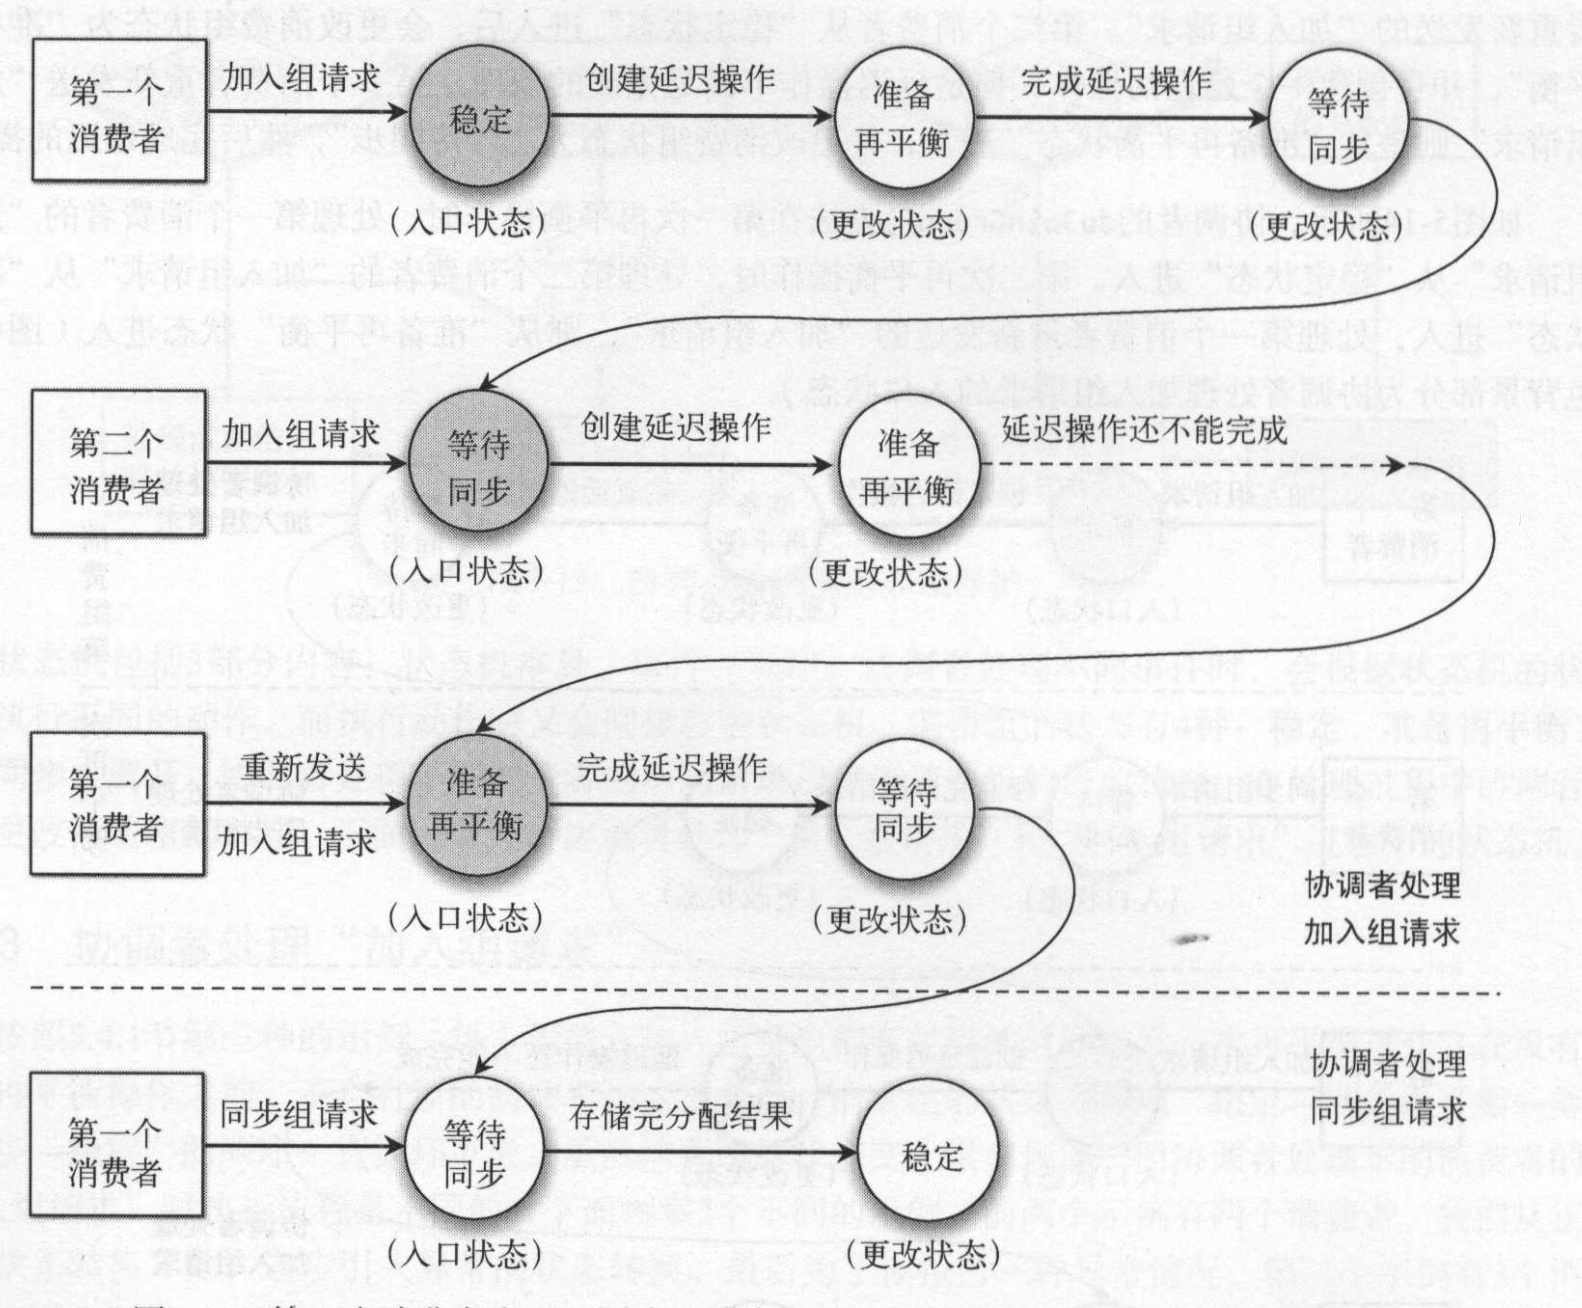 第一个
消费者
加入组请求
稳定
(入口状态)
创建延迟操作
准备
再平衡
(更改状态)
完成延迟操作
等待
同步
(更改状态)
第二个
消费者
加入组请求
等待
同步
(入口状态)
创建延迟操作
准备
再平衡
(更改状态)
延迟操作还不能完成
第一个
消费者
重新发送
加入组请求
准备
再平衡
(入口状态)
完成延迟操作
等待
同步
(更改状态)
协调者处理
加入组请求
协调者处理
同步组请求
第一个
消费者
同步组请求
等待
同步
(入口状态)
存储完分配结果
稳定
(更改状态)